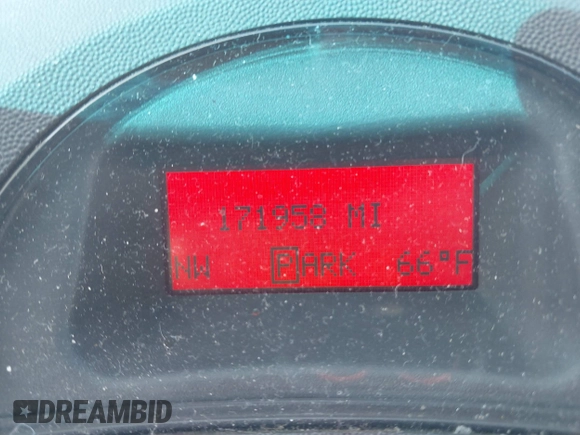 171958 MI
NW PARK 66°F
DREAMBID